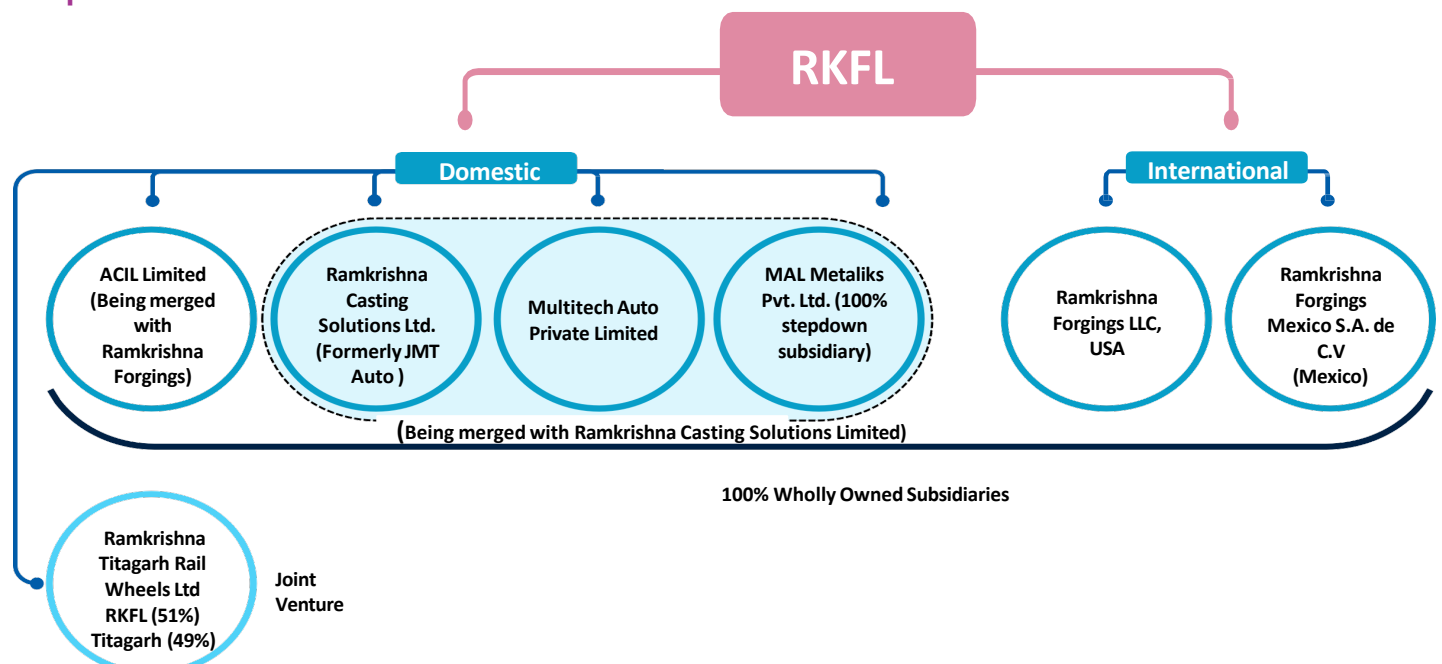 RKFL
Domestic
International
ACIL Limited
(Being merged
with
Ramkrishna
Forgings)
Ramkrishna
Casting
Solutions Ltd.
(Formerly JMT
Auto )
Multitech Auto
Private Limited
MAL Metaliks
Pvt. Ltd. (100%
stepdown
subsidiary)
Ramkrishna
Forgings LLC,
USA
Ramkrishna
Forgings
Mexico S.A. de
C.V
(Mexico)
(Being merged with Ramkrishna Casting Solutions Limited)
100% Wholly Owned Subsidiaries
Ramkrishna
Titagarh Rail
Wheels Ltd
RKFL (51%)
Titagarh (49%)
Joint
Venture